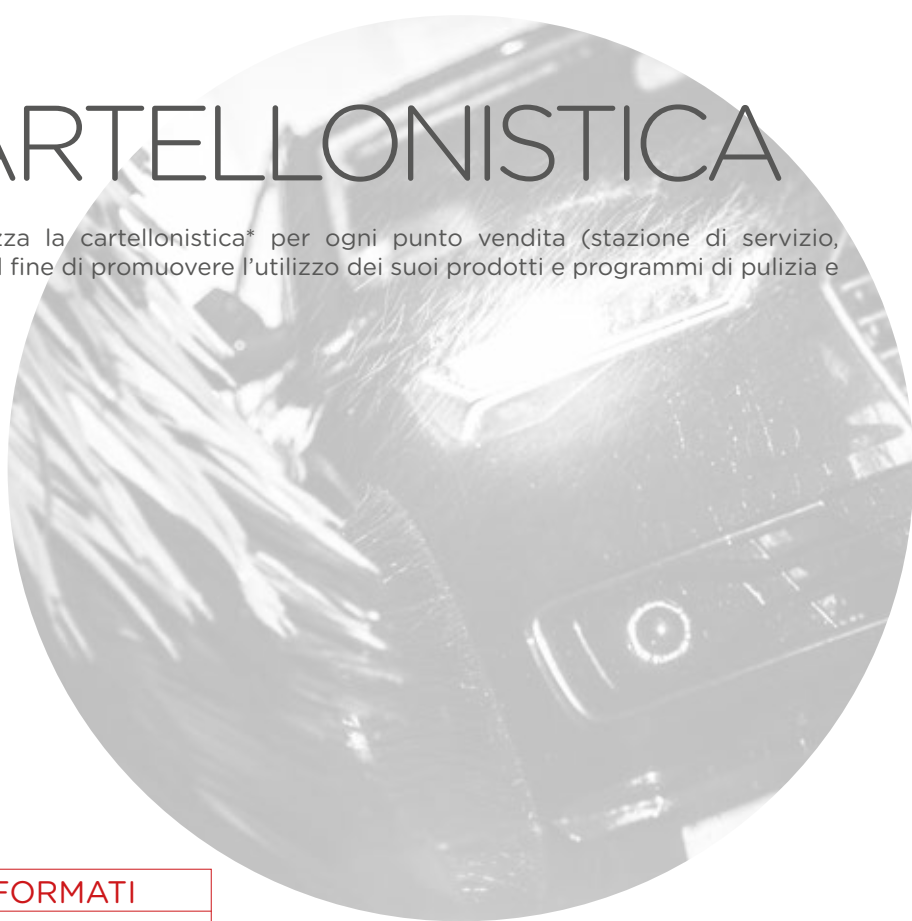 ARTELLONISTICA
zza la cartellonistica* per ogni punto vendita (stazione di servizio,
l fine di promuovere l'utilizzo dei suoi prodotti e programmi di pulizia e
FORMATI